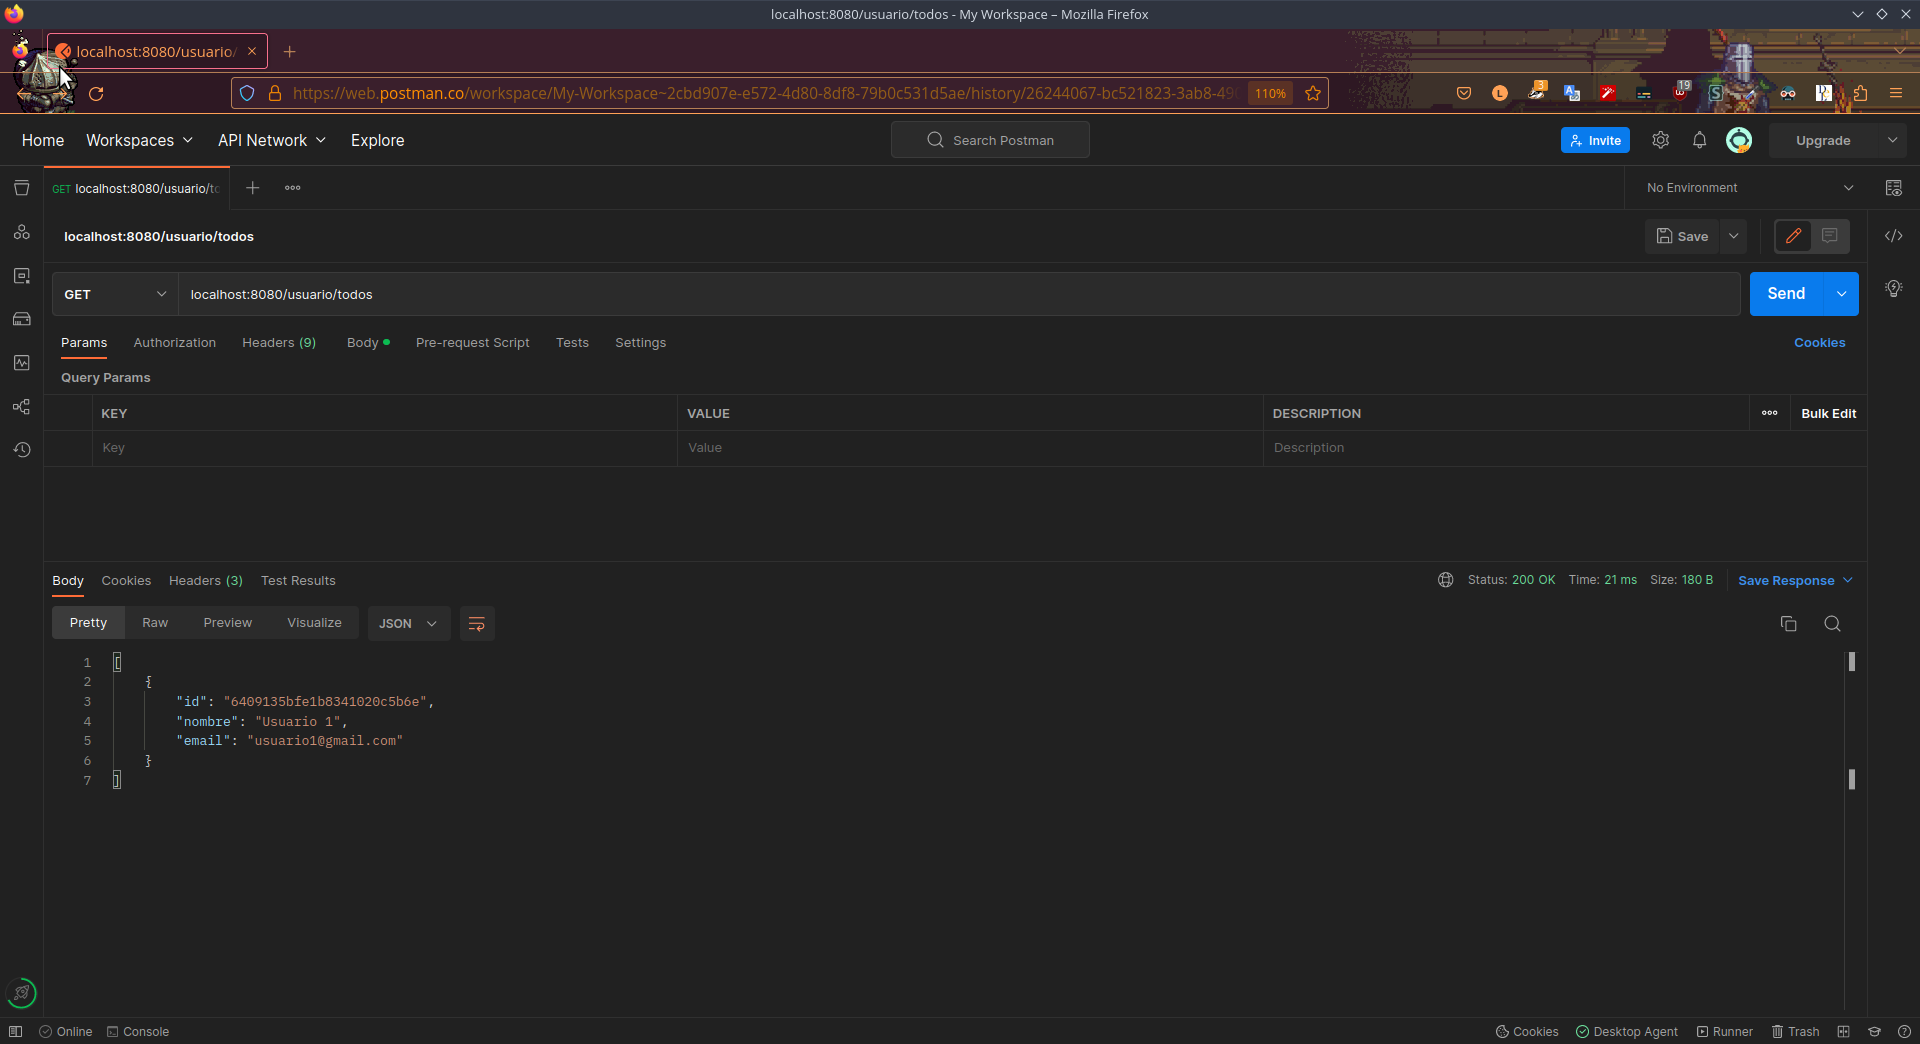 localhost:8080/usuario/todos - My Workspace – Mozilla Firefox
localhost:8080/usuario/
https://web.postman.co/workspace/My-Workspace~2cbd907e-e572-4d80-8df8-79b0c531d5ae/history/26244067-bc521823-3ab8-49
110%
L
3
19
Home
Workspaces
API Network
Explore
Search Postman
Invite
Upgrade
GET localhost:8080/usuario/to
No Environment
localhost:8080/usuario/todos
Save
GET
localhost:8080/usuario/todos
Send
Params
Authorization
Headers (9)
Body
Pre-request Script
Tests
Settings
Cookies
Query Params
KEY
VALUE
DESCRIPTION
Bulk Edit
Key
Value
Description
Body
Cookies
Headers (3)
Test Results
Status: 200 OK
Time: 21 ms
Size: 180 B
Save Response
Pretty
Raw
Preview
Visualize
JSON
1 [
2 {
3 "id": "6409135bfe1b8341020c5b6e",
4 "nombre": "Usuario 1",
5 "email": "usuario1@gmail.com"
6 }
7 ]
Online
Console
Cookies
Desktop Agent
Runner
Trash